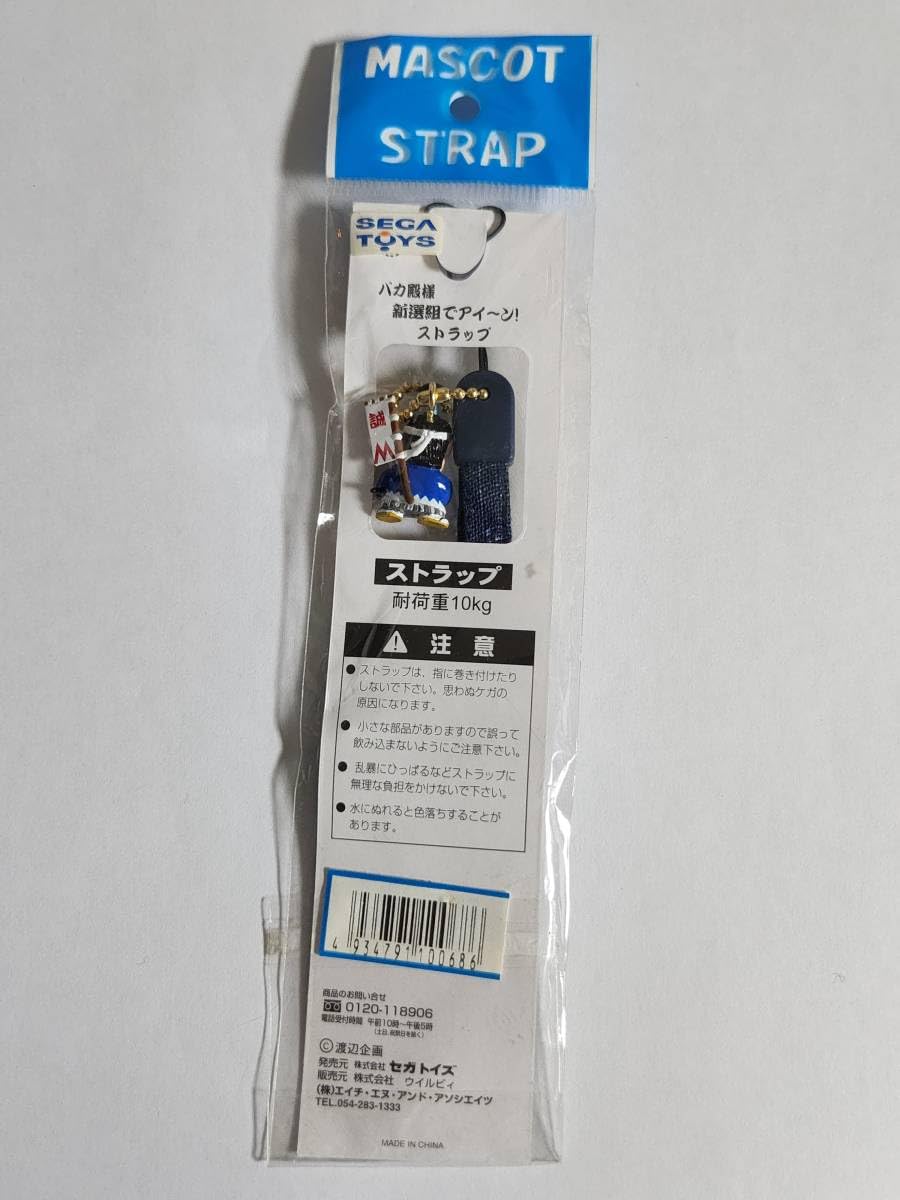 MASCOT
STRAP
SEGA
TOYS
バカ殿様
新選組でアイ〜ン!
ストラップ
ストラップ
耐荷重10kg
注意
●ストラップは、指に巻き付けたり
しないで下さい。思わぬケガの
原因になります。
●小さな部品がありますので誤って
飲み込まないようにご注意下さい。
●乱暴にひっぱるなどストラップに
無理な負担をかけないで下さい。
●水にぬれると色落ちすることが
あります。
4 934791 100686
商品のお問い合せ
0120-118906
電話受付時間 午前10時〜午後5時
(土日、祝祭日を除く)
©渡辺企画
発売元 株式会社 セガトイズ
販売元 株式会社 ウイルビィ
(株)エイチ・エヌ・アンド・アソシエイツ
TEL.054-283-1333
MADE IN CHINA